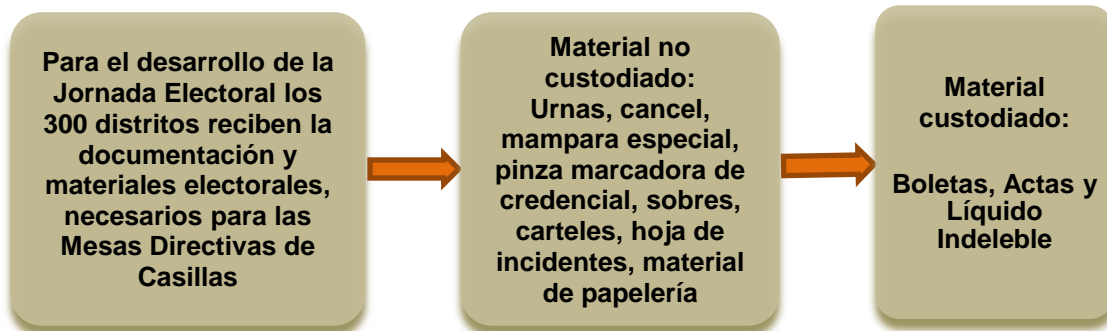 Para el desarrollo de la
Jornada Electoral los
300 distritos reciben la
documentación y
materiales electorales,
necesarios para las
Mesas Directivas de
Casillas
Material no
custodiado:
Urnas, cancel,
mampara especial,
pinza marcadora de
credencial, sobres,
carteles, hoja de
incidentes, material
de papelería
Material
custodiado:
Boletas, Actas y
Líquido
Indeleble